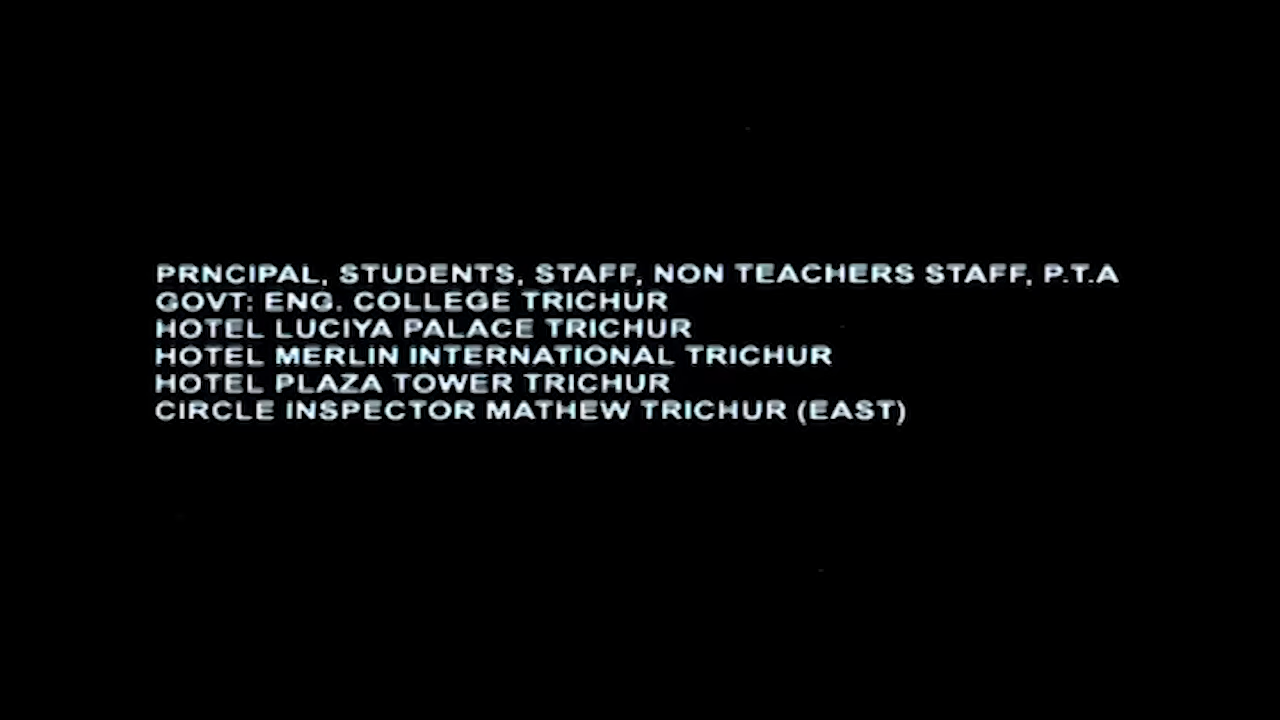 PRNCIPAL, STUDENTS, STAFF, NON TEACHERS STAFF, P.T.A
GOVT: ENG. COLLEGE TRICHUR
HOTEL LUCIYA PALACE TRICHUR
HOTEL MERLIN INTERNATIONAL TRICHUR
HOTEL PLAZA TOWER TRICHUR
CIRCLE INSPECTOR MATHEW TRICHUR (EAST)